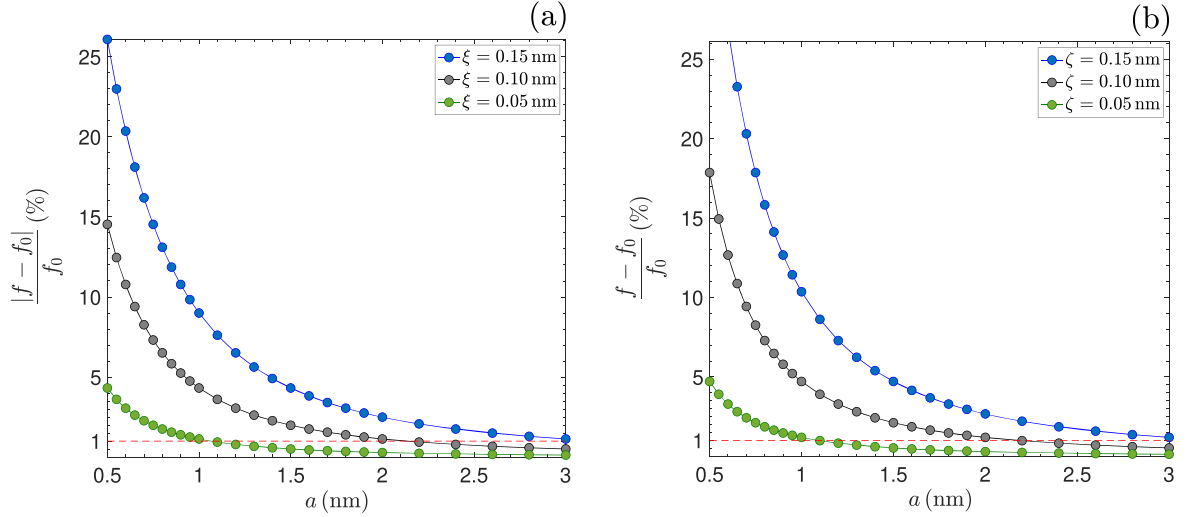 (a)
25
20
15
10
5
1
|f − f₀|
f₀
(%)
ξ = 0.15 nm
ξ = 0.10 nm
ξ = 0.05 nm
0.5 1 1.5 2 2.5 3
a (nm)
(b)
25
20
15
10
5
1
f − f₀
f₀
(%)
ζ = 0.15 nm
ζ = 0.10 nm
ζ = 0.05 nm
0.5 1 1.5 2 2.5 3
a (nm)